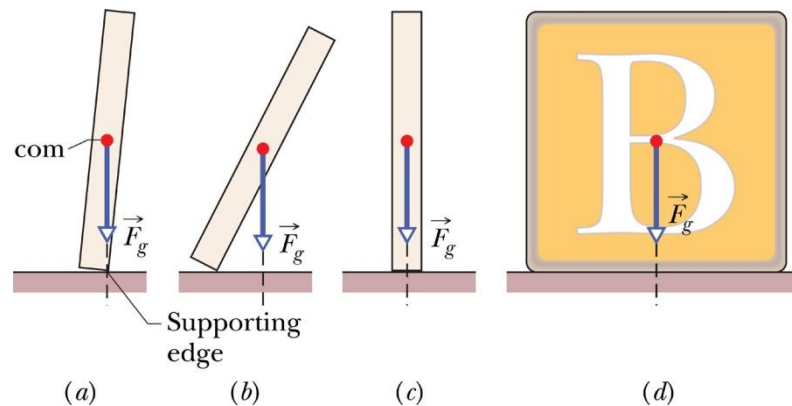 com
F⃗g
F⃗g
F⃗g
B
F⃗g
Supporting
edge
(a)
(b)
(c)
(d)